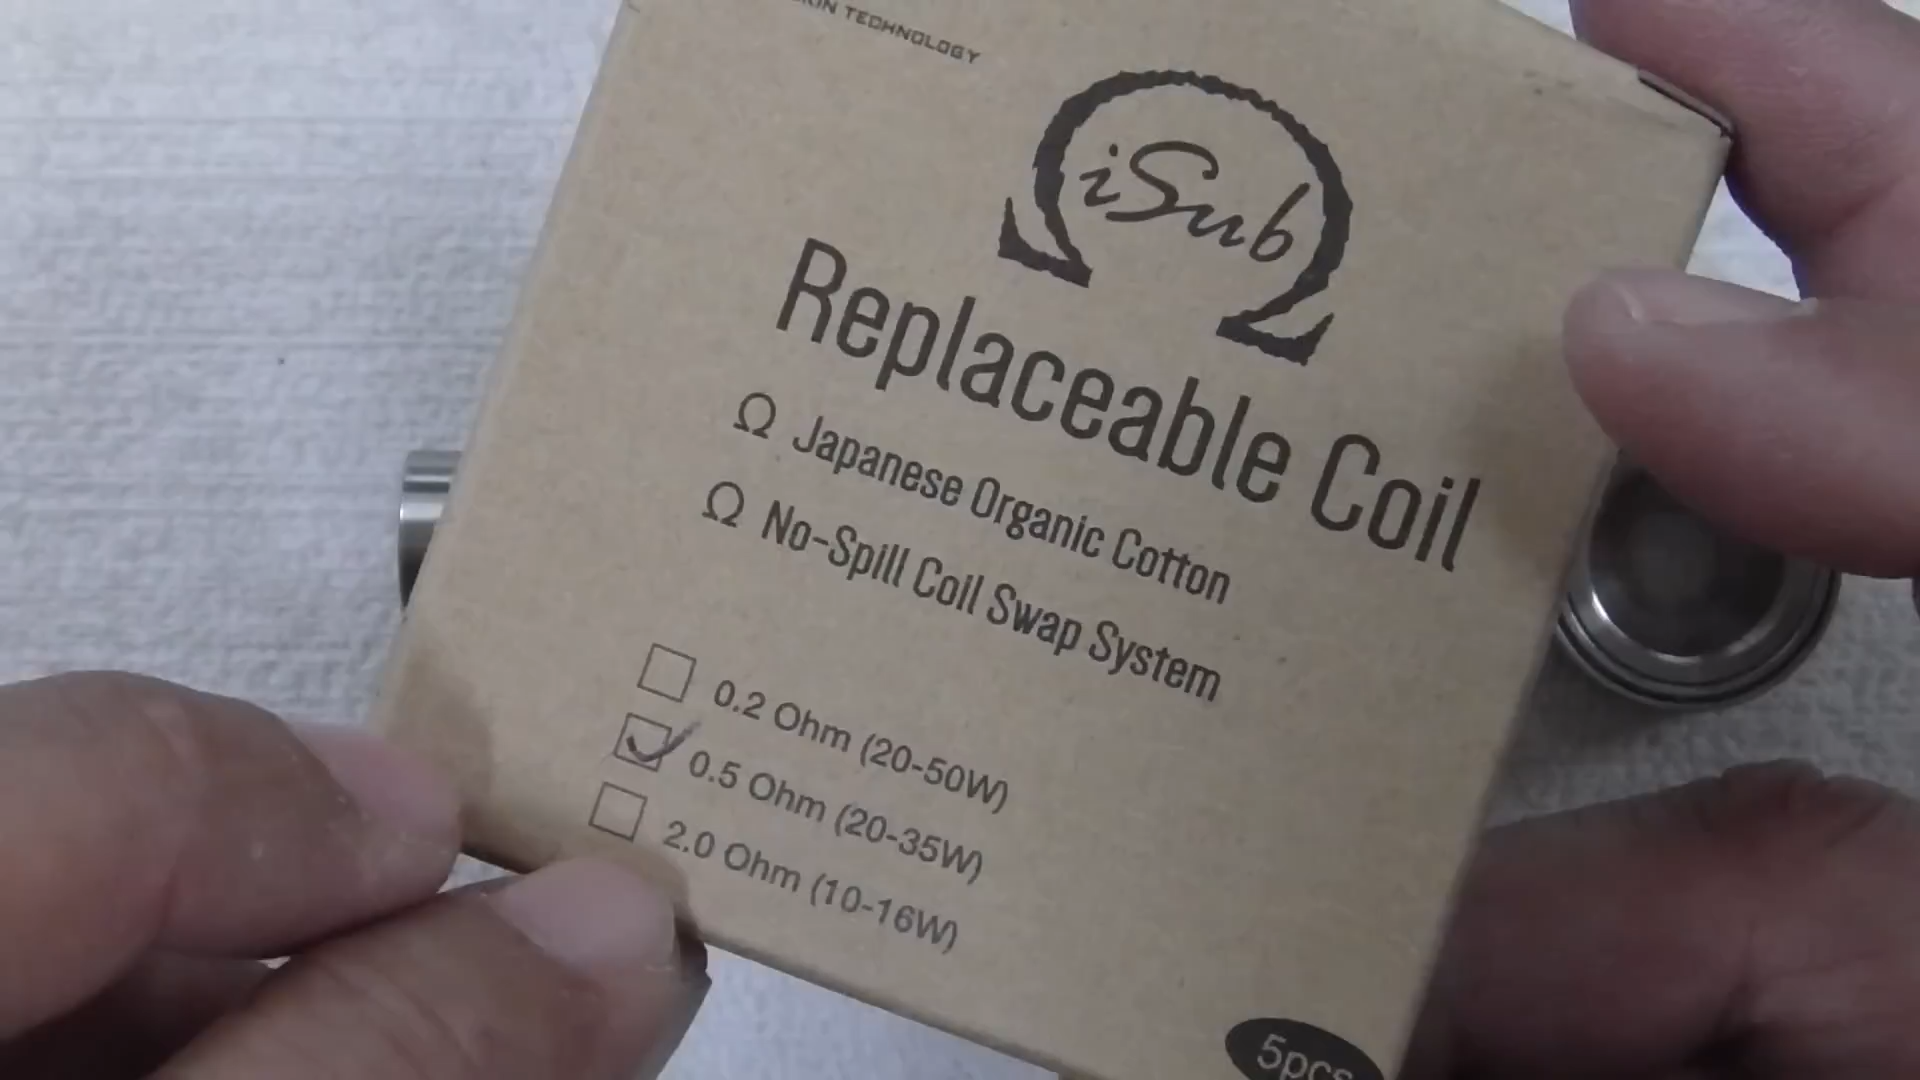 TECHNOLOGY
iSub
Replaceable Coil
Ω Japanese Organic Cotton
Ω No-Spill Coil Swap System
0.2 Ohm (20-50W)
0.5 Ohm (20-35W)
2.0 Ohm (10-16W)
5pcs